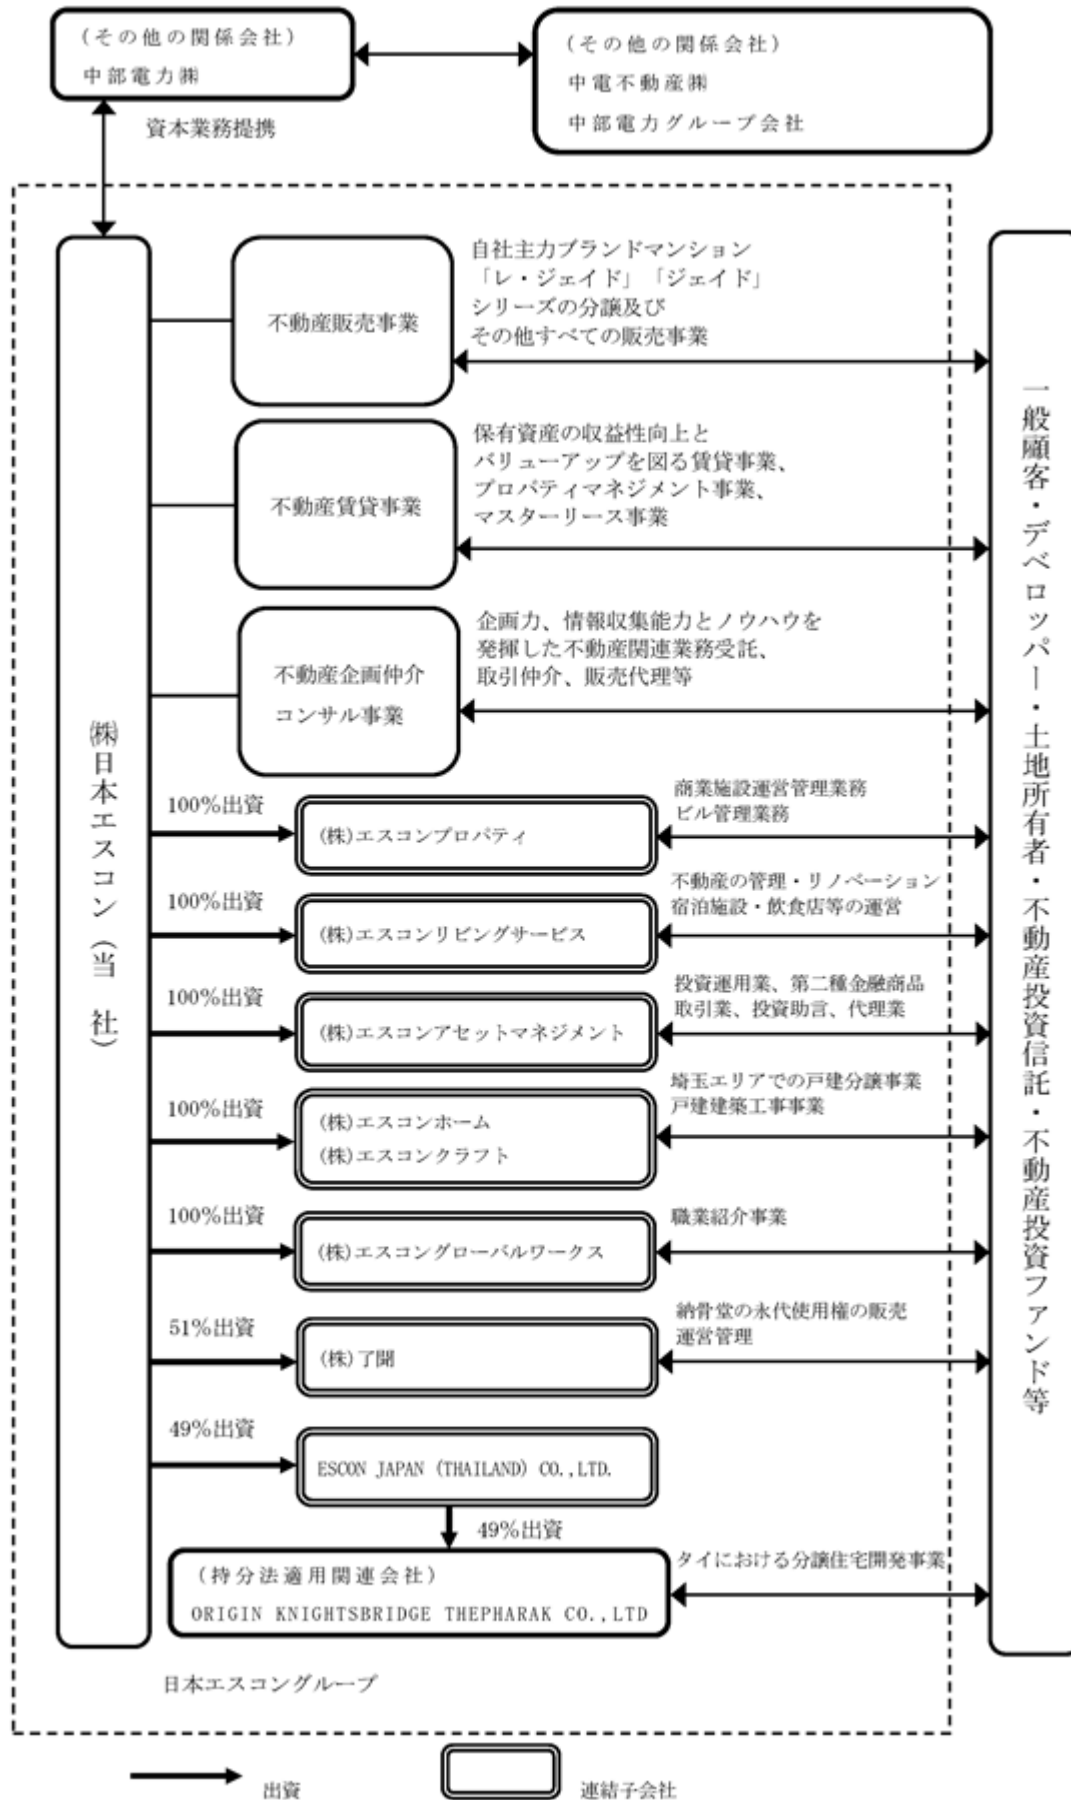 (その他の関係会社)
中部電力㈱
(その他の関係会社)
中電不動産㈱
中部電力グループ会社
資本業務提携
㈱日本エスコン(当 社)
不動産販売事業
自社主力ブランドマンション
「レ・ジェイド」「ジェイド」
シリーズの分譲及び
その他すべての販売事業
不動産賃貸事業
保有資産の収益性向上と
バリューアップを図る賃貸事業、
プロパティマネジメント事業、
マスターリース事業
不動産企画仲介
コンサル事業
企画力、情報収集能力とノウハウを
発揮した不動産関連業務受託、
取引仲介、販売代理等
100%出資
(株)エスコンプロパティ
商業施設運営管理業務
ビル管理業務
100%出資
(株)エスコンリビングサービス
不動産の管理・リノベーション
宿泊施設・飲食店等の運営
100%出資
(株)エスコンアセットマネジメント
投資運用業、第二種金融商品
取引業、投資助言、代理業
100%出資
(株)エスコンホーム
(株)エスコンクラフト
埼玉エリアでの戸建分譲事業
戸建建築工事事業
100%出資
(株)エスコングローバルワークス
職業紹介事業
51%出資
(株)了聞
納骨堂の永代使用権の販売
運営管理
49%出資
ESCON JAPAN (THAILAND) CO.,LTD.
49%出資
(持分法適用関連会社)
ORIGIN KNIGHTSBRIDGE THEPHARAK CO.,LTD
タイにおける分譲住宅開発事業
一般顧客・デベロッパー・土地所有者・不動産投資信託・不動産投資ファンド等
日本エスコングループ
出資
連結子会社